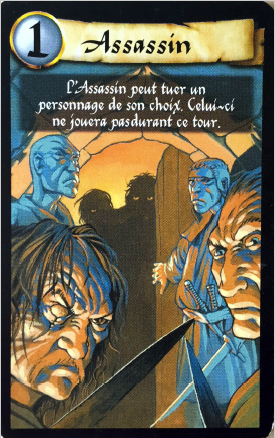 1
Assassin
L'Assassin peut tuer un
personnage de son choix. Celui-ci
ne jouera pasdurant ce tour.